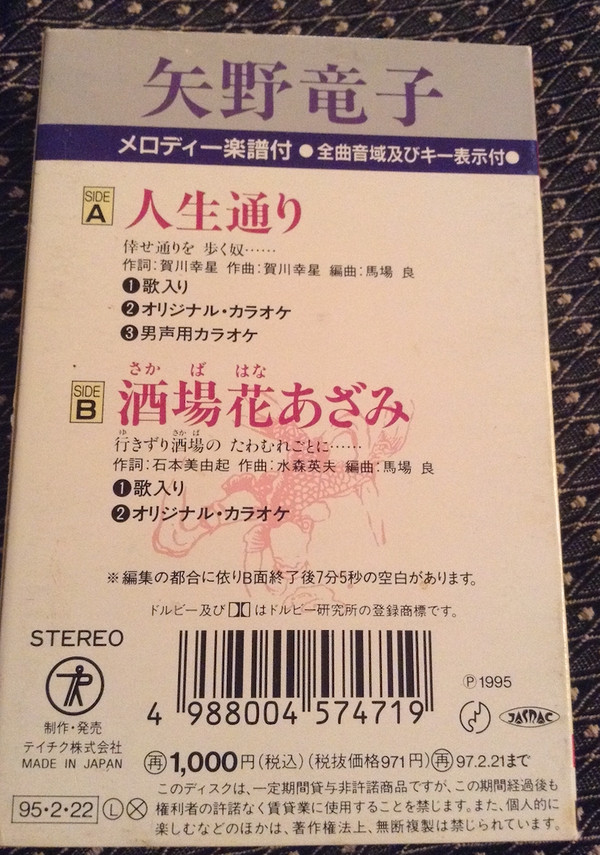 矢野竜子
メロディー楽譜付●全曲音域及びキー表示付●
SIDE A 人生通り
倖せ通りを 歩く奴……
作詞:賀川幸星 作曲:賀川幸星 編曲:馬場 良
❶歌入り
❷オリジナル・カラオケ
❸男声用カラオケ
さか ば はな
SIDE B 酒場花あざみ
ゆ さか ば
行きずり酒場の たわむれごとに……
作詞:石本美由起 作曲:水森英夫 編曲:馬場 良
❶歌入り
❷オリジナル・カラオケ
※編集の都合に依りB面終了後7分5秒の空白があります。
ドルビー及び はドルビー研究所の登録商標です。
STEREO
制作・発売
テイチク株式会社
MADE IN JAPAN
4 988004 574719
Ⓟ1995
JASRAC
㊢1,000円(税込)(税抜価格971円)再97.2.21まで
95・2・22 Ⓛ Ⓧ
このディスクは、一定期間貸与非許諾商品ですが、この期間経過後も
権利者の許諾なく賃貸業に使用することを禁じます。また、個人的に
楽しむなどのほかは、著作権法上、無断複製は禁じられています。